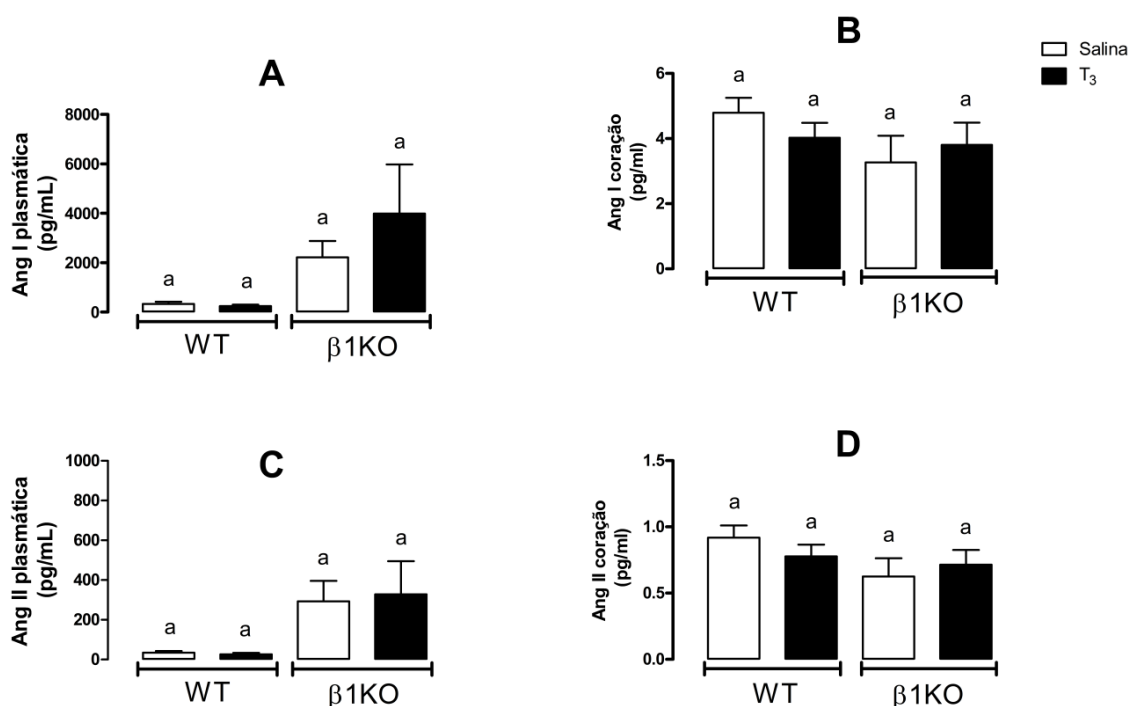 A
Ang I plasmática
(pg/mL)
8000
6000
4000
2000
0
a
a
a
a
WT
β1KO
B
Ang I coração
(pg/ml)
6
4
2
0
a
a
a
a
WT
β1KO
Salina
T₃
C
Ang II plasmática
(pg/mL)
1000
800
600
400
200
0
a
a
a
a
WT
β1KO
D
Ang II coração
(pg/ml)
1.5
1.0
0.5
0.0
a
a
a
a
WT
β1KO